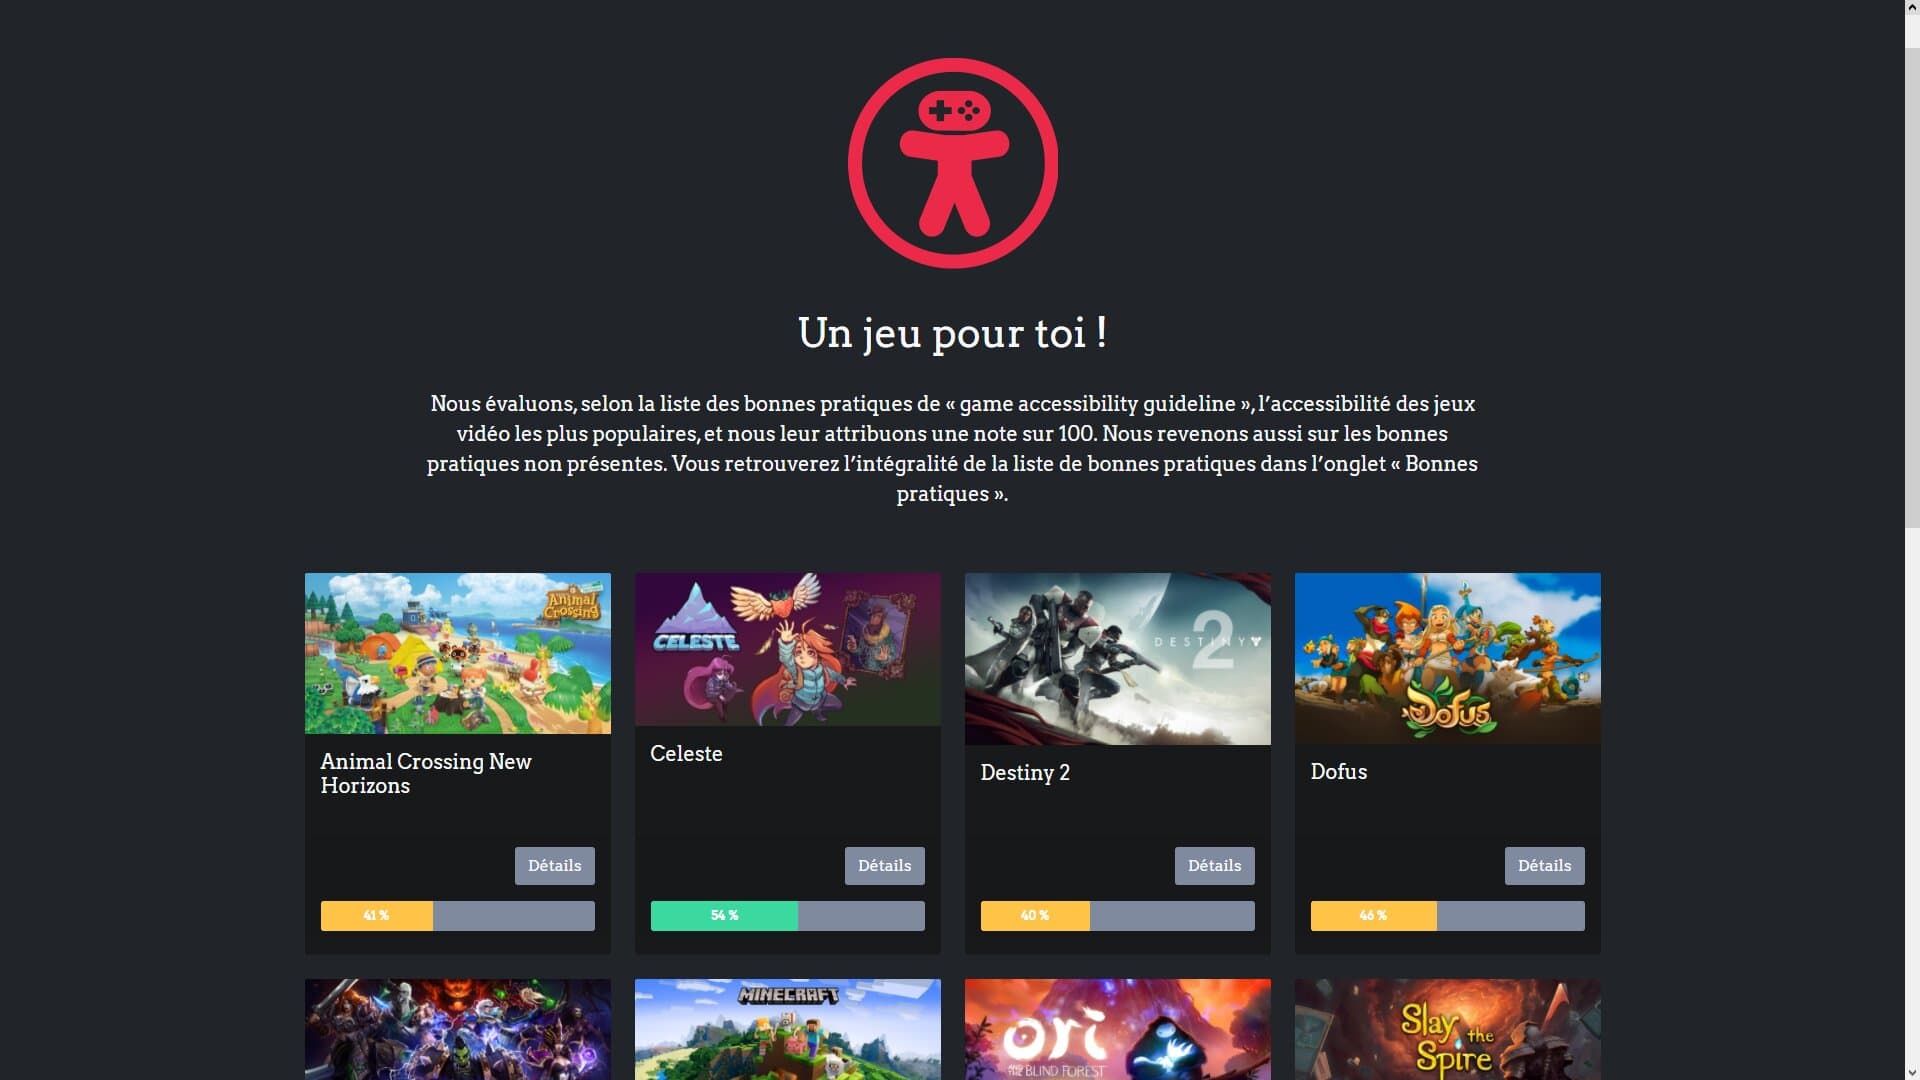 Un jeu pour toi !
Nous évaluons, selon la liste des bonnes pratiques de « game accessibility guideline », l’accessibilité des jeux
vidéo les plus populaires, et nous leur attribuons une note sur 100. Nous revenons aussi sur les bonnes
pratiques non présentes. Vous retrouverez l’intégralité de la liste de bonnes pratiques dans l’onglet « Bonnes
pratiques ».
Animal
Crossing
Animal Crossing New
Horizons
Détails
41 %
CELESTE
Celeste
Détails
54 %
DESTINY
2
Destiny 2
Détails
40 %
Dofus
Dofus
Détails
46 %
MINECRAFT
ori
AND THE BLIND FOREST
Slay the
Spire